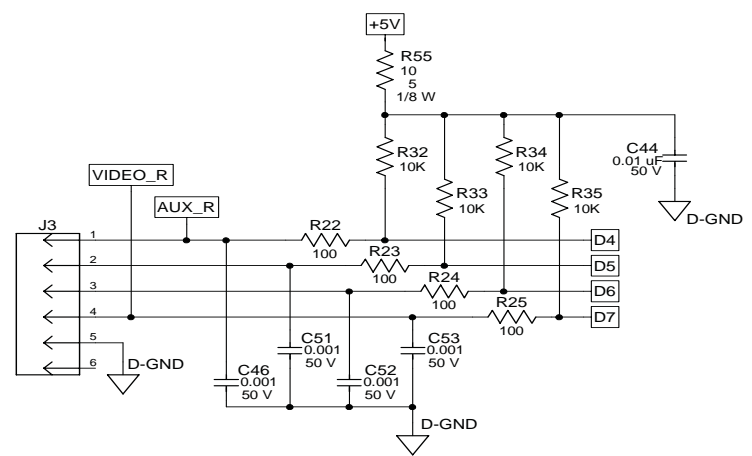 +5V
R55
10
5
1/8 W
R32
10K
R33
10K
R34
10K
R35
10K
C44
0.01 uF
50 V
D-GND
VIDEO_R
AUX_R
J3
1
2
3
4
5
6
R22
100
R23
100
R24
100
R25
100
D4
D5
D6
D7
D-GND
C46
0.001
50 V
C51
0.001
50 V
C52
0.001
50 V
C53
0.001
50 V
D-GND